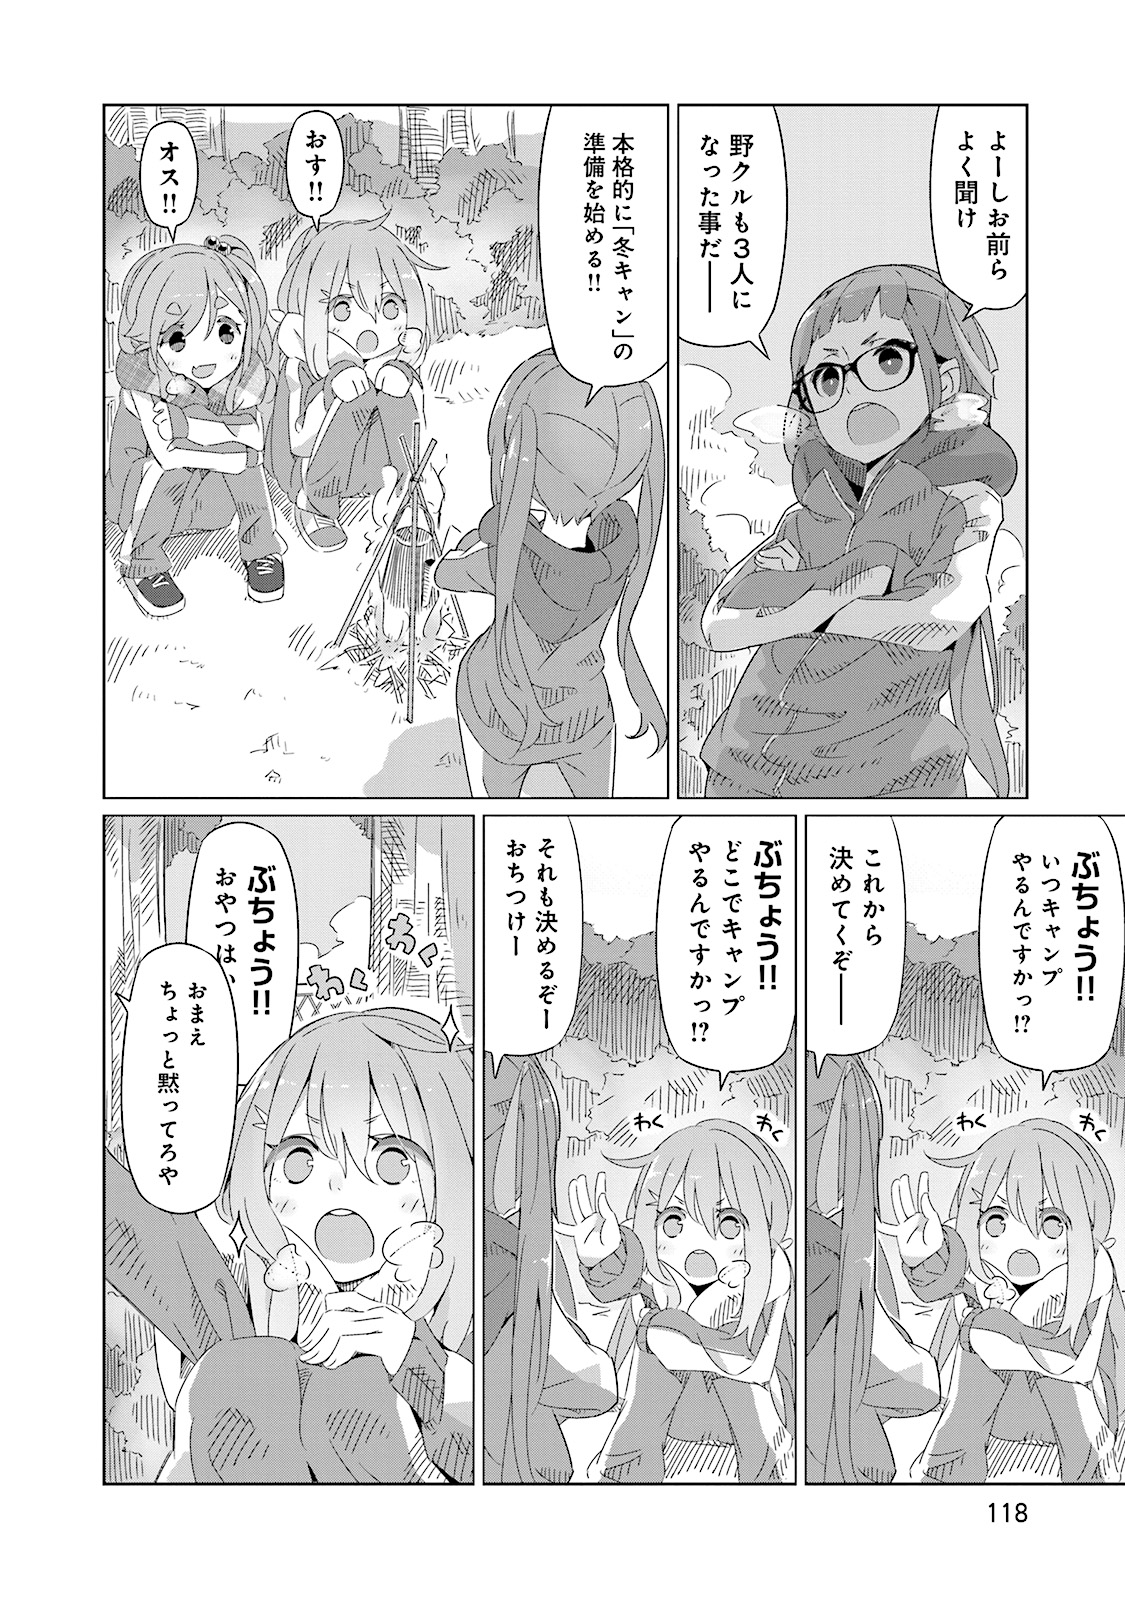 よーしお前ら
よく聞け
野クルも3人に
なった事だ――
本格的に「冬キャン」の
準備を始める!!
おす!!
オス!!
ぶちょう!!
いつキャンプ
やるんですかっ!?
これから
決めてくぞ――
わく
わく
ぶちょう!!
どこでキャンプ
やるんですかっ!?
それも決めるぞー
おちつけー
わく
わく
ぶちょう!!
おやつは、
おまえ
ちょっと黙ってろや
わく
わく
118